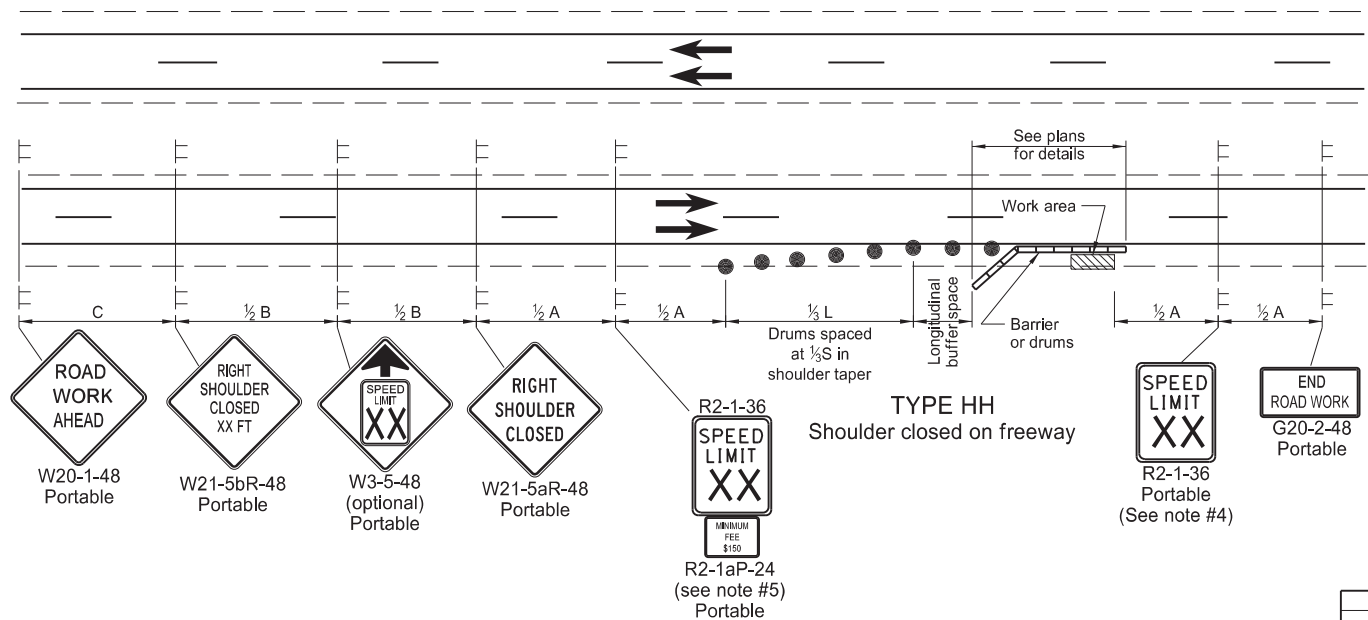 See plans
for details
Work area
C
½ B
½ B
½ A
½ A
⅓ L
Longitudinal
buffer space
½ A
½ A
Drums spaced
at ⅓S in
shoulder taper
Barrier
or drums
TYPE HH
Shoulder closed on freeway
ROAD
WORK
AHEAD
W20-1-48
Portable
RIGHT
SHOULDER
CLOSED
XX FT
W21-5bR-48
Portable
SPEED
LIMIT
XX
W3-5-48
(optional)
Portable
RIGHT
SHOULDER
CLOSED
W21-5aR-48
Portable
R2-1-36
SPEED
LIMIT
XX
MINIMUM
FEE
$150
R2-1aP-24
(see note #5)
Portable
SPEED
LIMIT
XX
R2-1-36
Portable
(See note #4)
END
ROAD WORK
G20-2-48
Portable